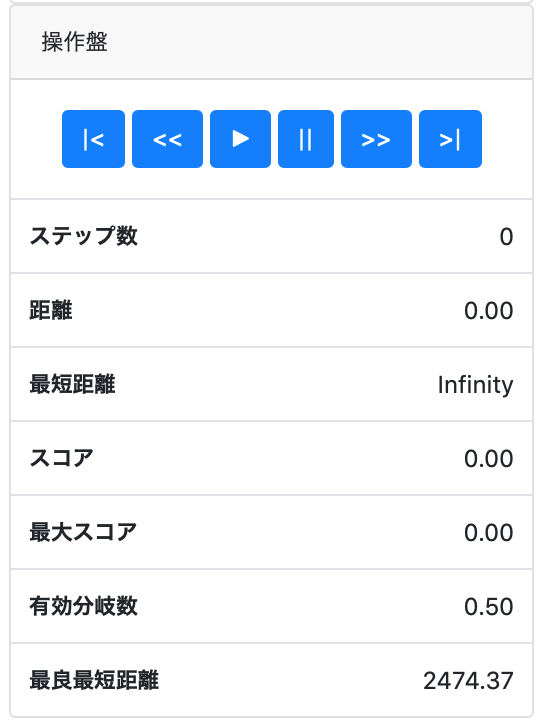 操作盤
|< << ▶ || >> >|
ステップ数 0
距離 0.00
最短距離 Infinity
スコア 0.00
最大スコア 0.00
有効分岐数 0.50
最良最短距離 2474.37